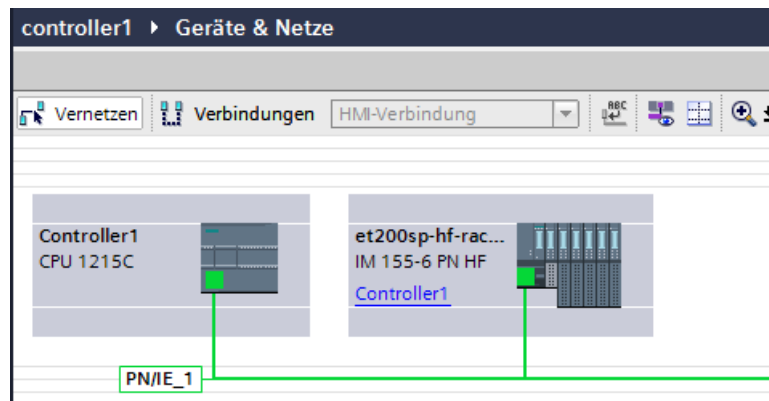 controller1 ▸ Geräte & Netze
Vernetzen Verbindungen HMI-Verbindung ABC
Controller1
CPU 1215C
et200sp-hf-rac...
IM 155-6 PN HF
Controller1
PN/IE_1